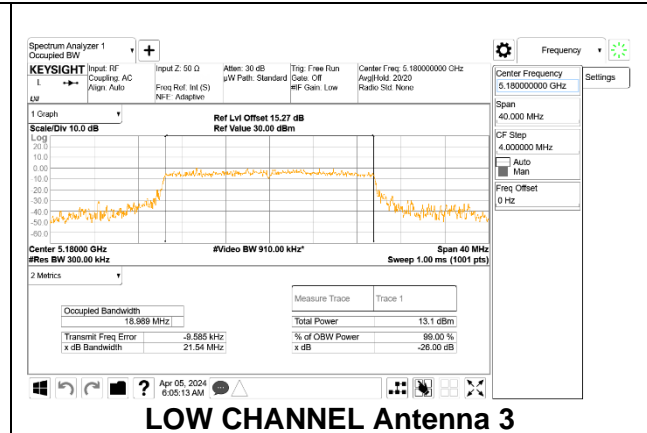 Spectrum Analyzer 1
Occupied BW
+
Frequency
KEYSIGHT Input: RF Input Z: 50 Ω Atten: 30 dB Trig: Free Run Center Freq: 5.180000000 GHz
Coupling: AC µW Path: Standard Gate: Off Avg|Hold: 20/20
Align: Auto Freq Ref: Int (S) #IF Gain: Low Radio Std: None
NFE: Adaptive
Center Frequency
5.180000000 GHz
Settings
Span
40.000 MHz
CF Step
4.000000 MHz
Auto
Man
Freq Offset
0 Hz
1 Graph
Ref Lvl Offset 15.27 dB
Scale/Div 10.0 dB Ref Value 30.00 dBm
Log
20.0
10.0
0.00
-10.0
-20.0
-30.0
-40.0
-50.0
-60.0
Center 5.18000 GHz #Video BW 910.00 kHz* Span 40 MHz
#Res BW 300.00 kHz Sweep 1.00 ms (1001 pts)
2 Metrics
Measure Trace Trace 1
Occupied Bandwidth
18.989 MHz Total Power 13.1 dBm
Transmit Freq Error -9.585 kHz % of OBW Power 99.00 %
x dB Bandwidth 21.54 MHz x dB -26.00 dB
? Apr 05, 2024
6:05:13 AM
LOW CHANNEL Antenna 3